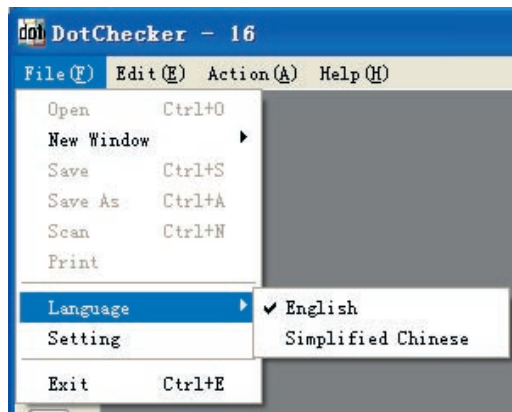 dot DotChecker - 16
File(F) Edit(E) Action(A) Help(H)
Open Ctrl+O
New Window
Save Ctrl+S
Save As Ctrl+A
Scan Ctrl+N
Print
Language
English
Setting
Simplified Chinese
Exit Ctrl+E